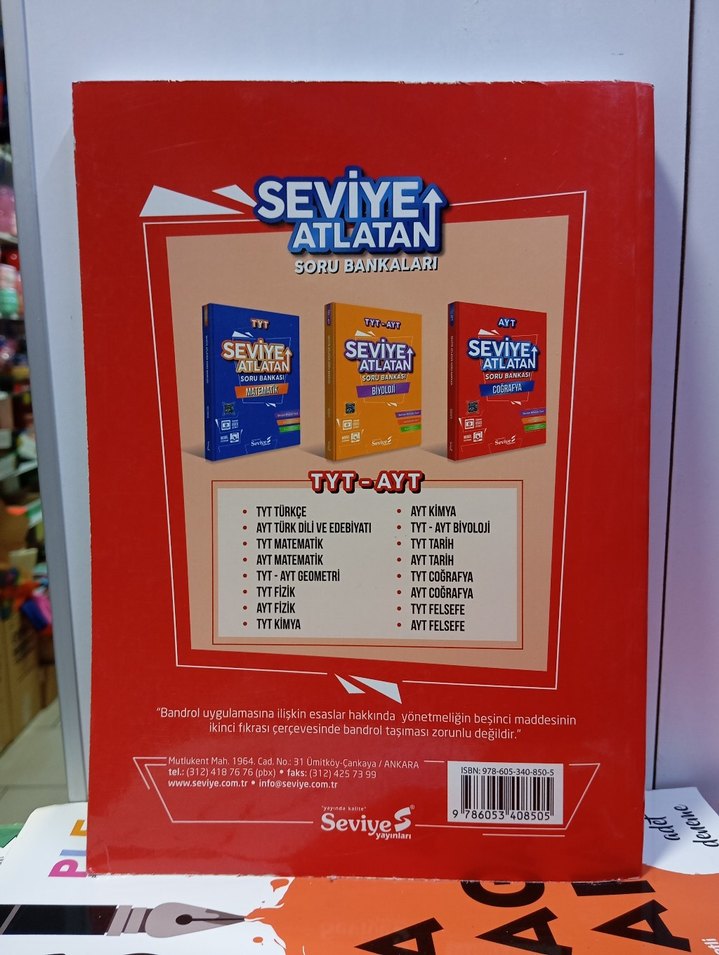 SEVİYE
ATLATAN
SORU BANKALARI
TYT
SEVİYE
ATLATAN
SORU BANKASI
MATEMATİK
Seviye
TYT - AYT
SEVİYE
ATLATAN
SORU BANKASI
BİYOLOJİ
Seviye
AYT
SEVİYE
ATLATAN
SORU BANKASI
COĞRAFYA
Seviye
TYT - AYT
• TYT TÜRKÇE
• AYT TÜRK DİLİ VE EDEBİYATI
• TYT MATEMATİK
• AYT MATEMATİK
• TYT - AYT GEOMETRİ
• TYT FİZİK
• AYT FİZİK
• TYT KİMYA
• AYT KİMYA
• TYT - AYT BİYOLOJİ
• TYT TARİH
• AYT TARİH
• TYT COĞRAFYA
• AYT COĞRAFYA
• TYT FELSEFE
• AYT FELSEFE
"Bandrol uygulamasına ilişkin esaslar hakkında yönetmeliğin beşinci maddesinin
ikinci fıkrası çerçevesinde bandrol taşıması zorunlu değildir."
Mutlukent Mah. 1964. Cad. No.: 31 Ümitköy-Çankaya / ANKARA
tel.: (312) 418 76 76 (pbx) • faks: (312) 425 73 99
www.seviye.com.tr • info@seviye.com.tr
"yayında kalite"
Seviye
yayınları
ISBN: 978-605-340-850-5
9 786053 408505
adet
deneme